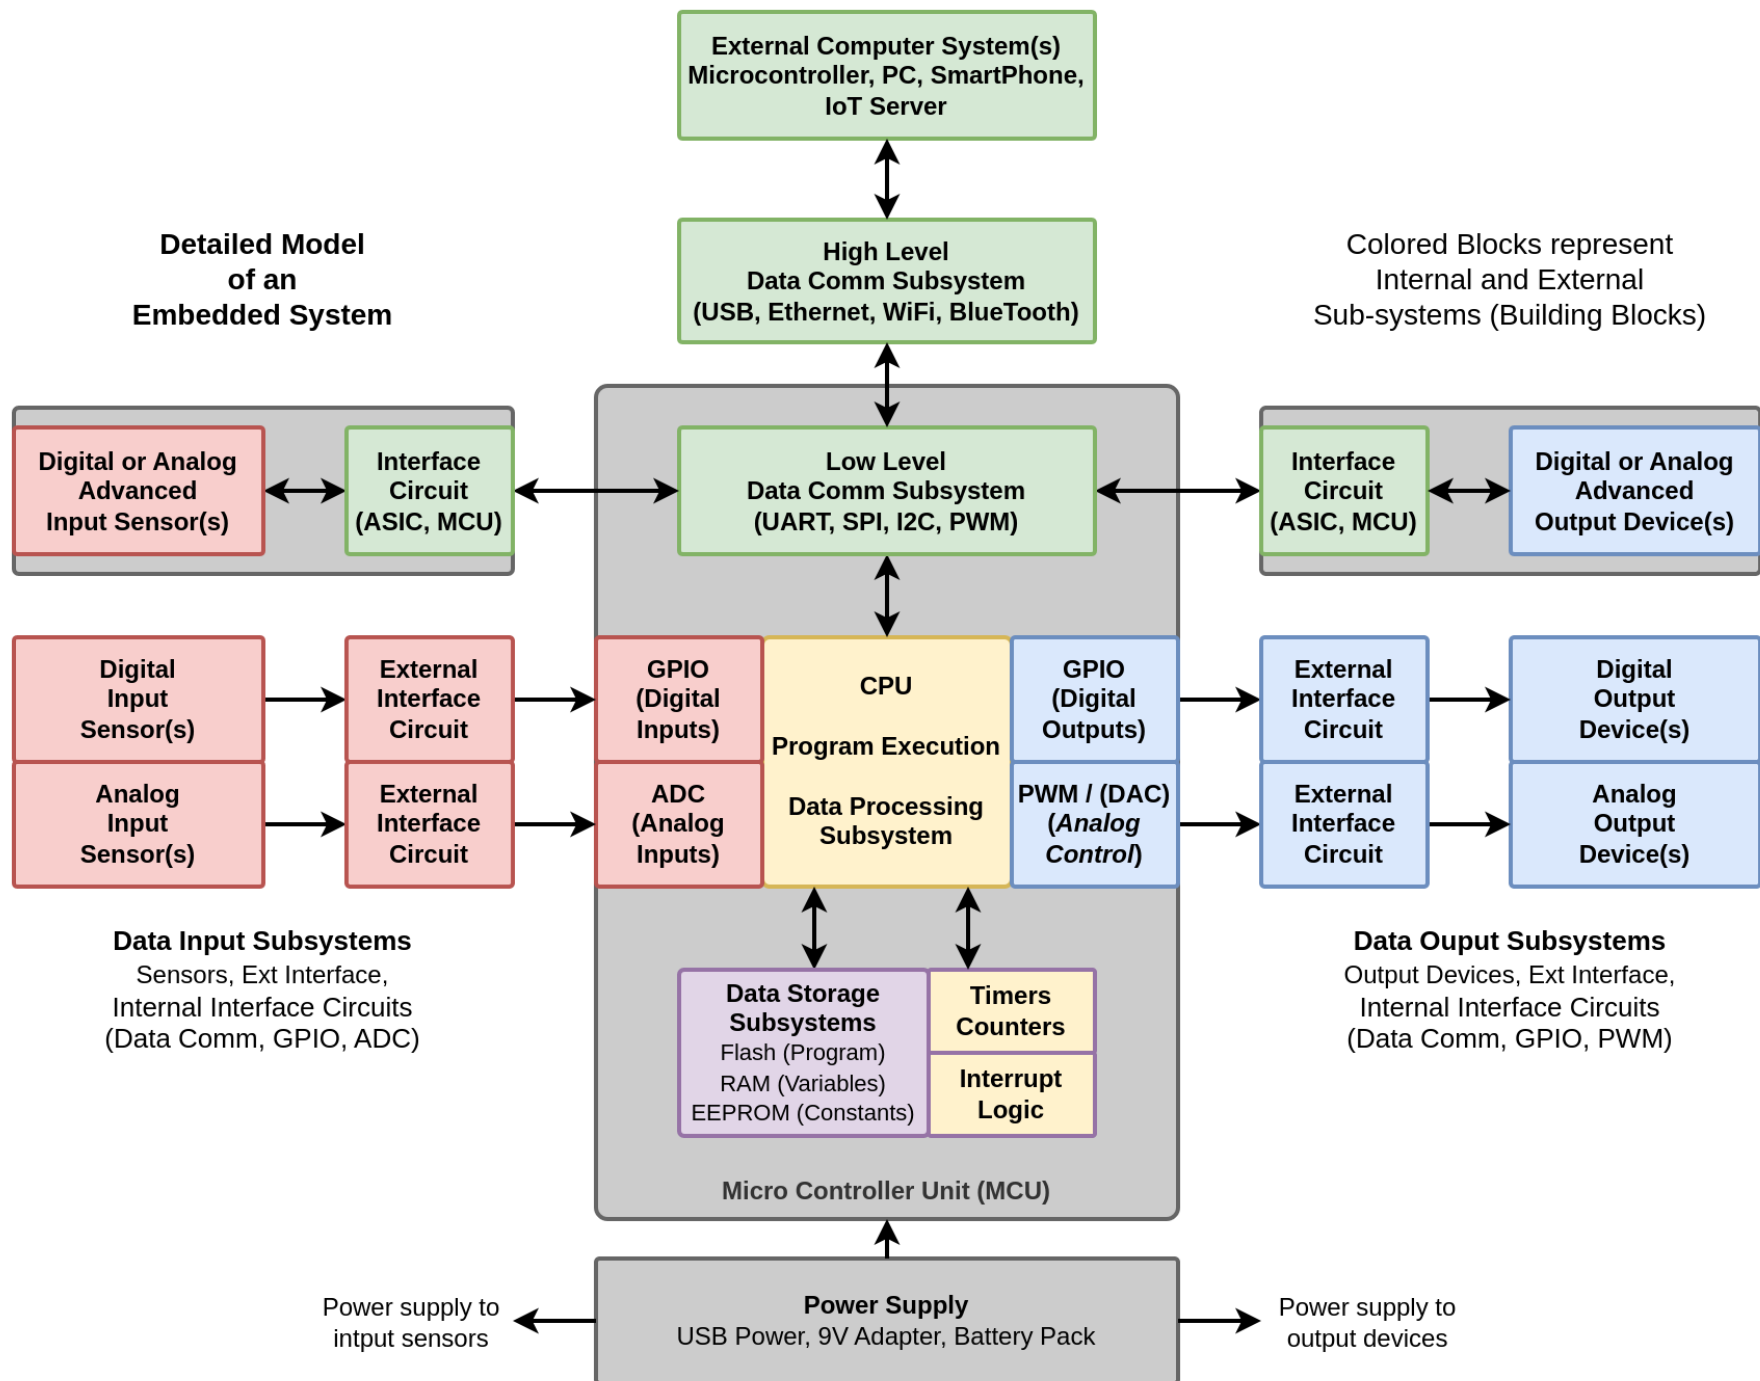 External Computer System(s)
Microcontroller, PC, SmartPhone,
IoT Server
Detailed Model
of an
Embedded System
High Level
Data Comm Subsystem
(USB, Ethernet, WiFi, BlueTooth)
Colored Blocks represent
Internal and External
Sub-systems (Building Blocks)
Digital or Analog
Advanced
Input Sensor(s)
Interface
Circuit
(ASIC, MCU)
Low Level
Data Comm Subsystem
(UART, SPI, I2C, PWM)
Interface
Circuit
(ASIC, MCU)
Digital or Analog
Advanced
Output Device(s)
Digital
Input
Sensor(s)
External
Interface
Circuit
GPIO
(Digital
Inputs)
CPU
Program Execution
Data Processing
Subsystem
GPIO
(Digital
Outputs)
External
Interface
Circuit
Digital
Output
Device(s)
Analog
Input
Sensor(s)
External
Interface
Circuit
ADC
(Analog
Inputs)
PWM / (DAC)
(Analog
Control)
External
Interface
Circuit
Analog
Output
Device(s)
Data Input Subsystems
Sensors, Ext Interface,
Internal Interface Circuits
(Data Comm, GPIO, ADC)
Data Storage
Subsystems
Flash (Program)
RAM (Variables)
EEPROM (Constants)
Timers
Counters
Interrupt
Logic
Data Ouput Subsystems
Output Devices, Ext Interface,
Internal Interface Circuits
(Data Comm, GPIO, PWM)
Micro Controller Unit (MCU)
Power supply to
intput sensors
Power Supply
USB Power, 9V Adapter, Battery Pack
Power supply to
output devices